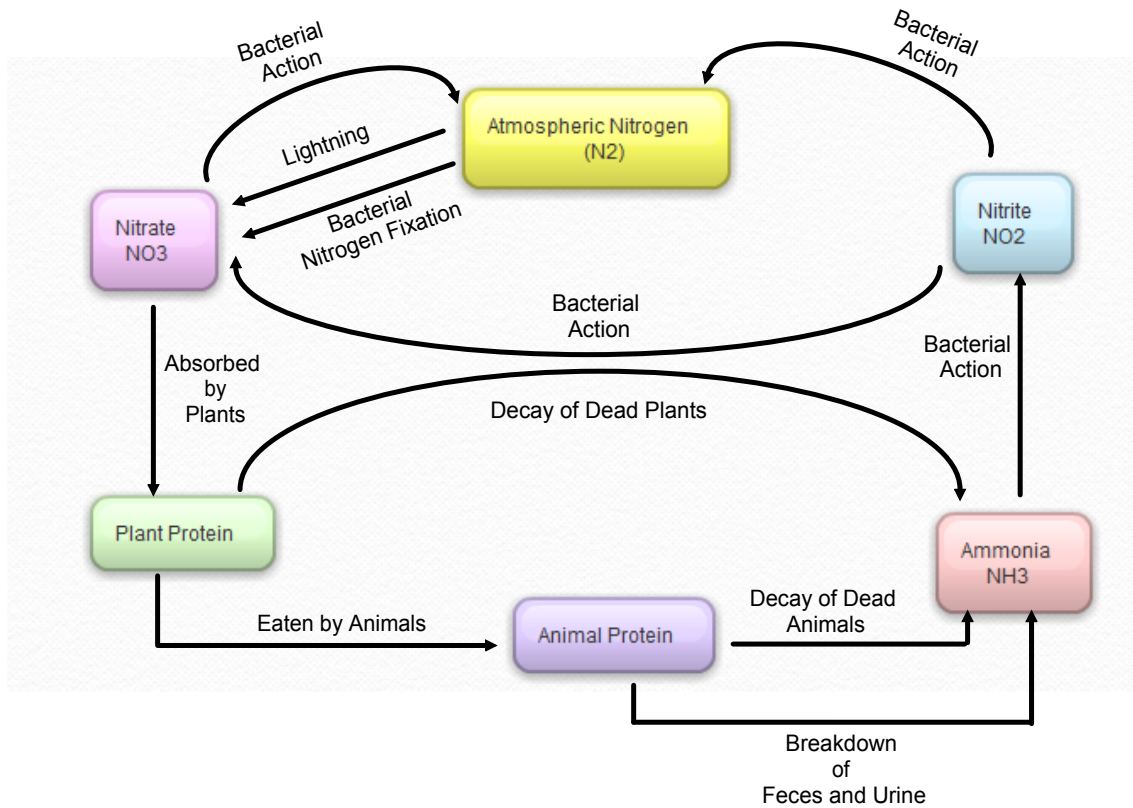 Bacterial
Action
Bacterial
Action
Atmospheric Nitrogen
(N2)
Lightning
Bacterial
Nitrogen Fixation
Nitrate
NO3
Nitrite
NO2
Bacterial
Action
Bacterial
Action
Absorbed
by
Plants
Decay of Dead Plants
Plant Protein
Ammonia
NH3
Eaten by Animals
Animal Protein
Decay of Dead
Animals
Breakdown
of
Feces and Urine